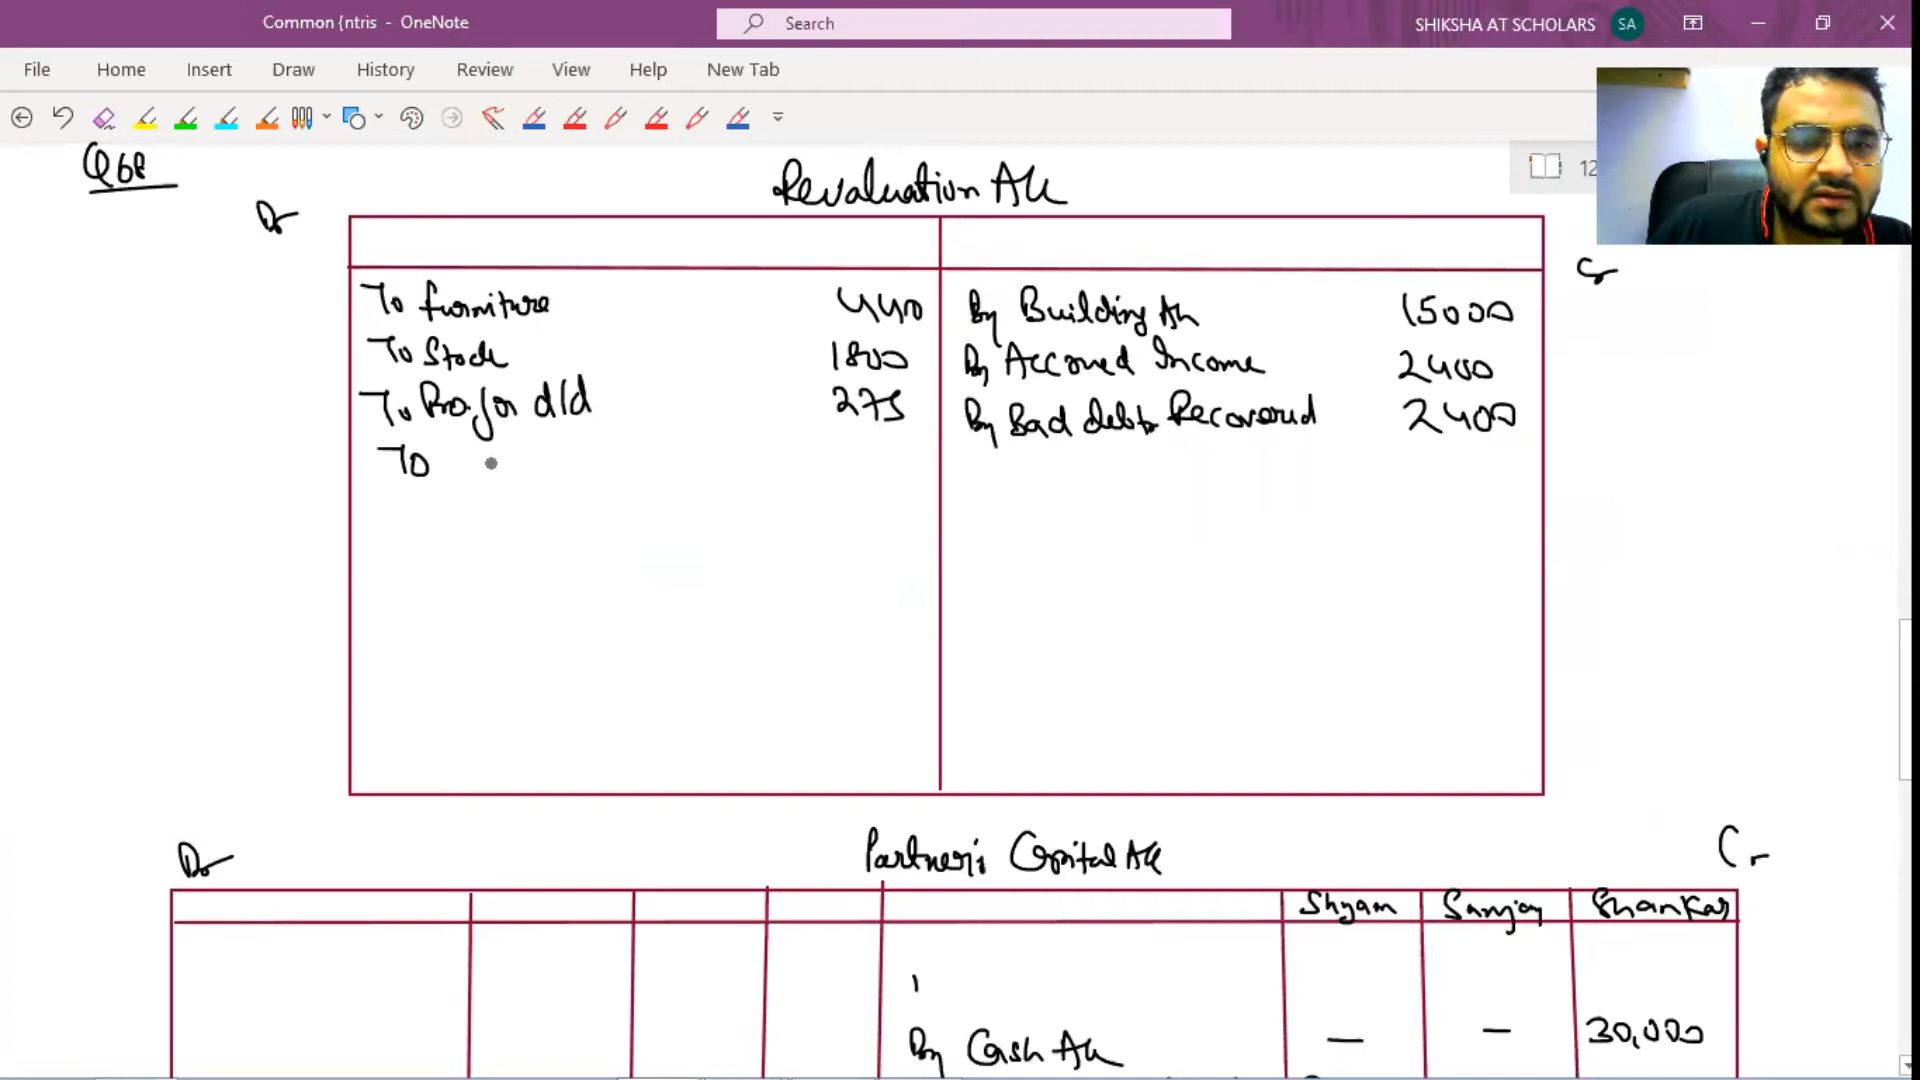 Common {ntris - OneNote
Search
SHIKSHA AT SCHOLARS SA
File Home Insert Draw History Review View Help New Tab
Q68
Revaluation A/c
Dr
Cr
To furniture 440 By Building A/c 15000
To Stock 1800 By Accrued Income 2400
To Pro. for d/d 275 By Bad debts Recovered 2400
To
12
Partner's Capital A/c
Dr
Cr
Shyam Sanjay Shankar
By Cash A/c — — 30,000